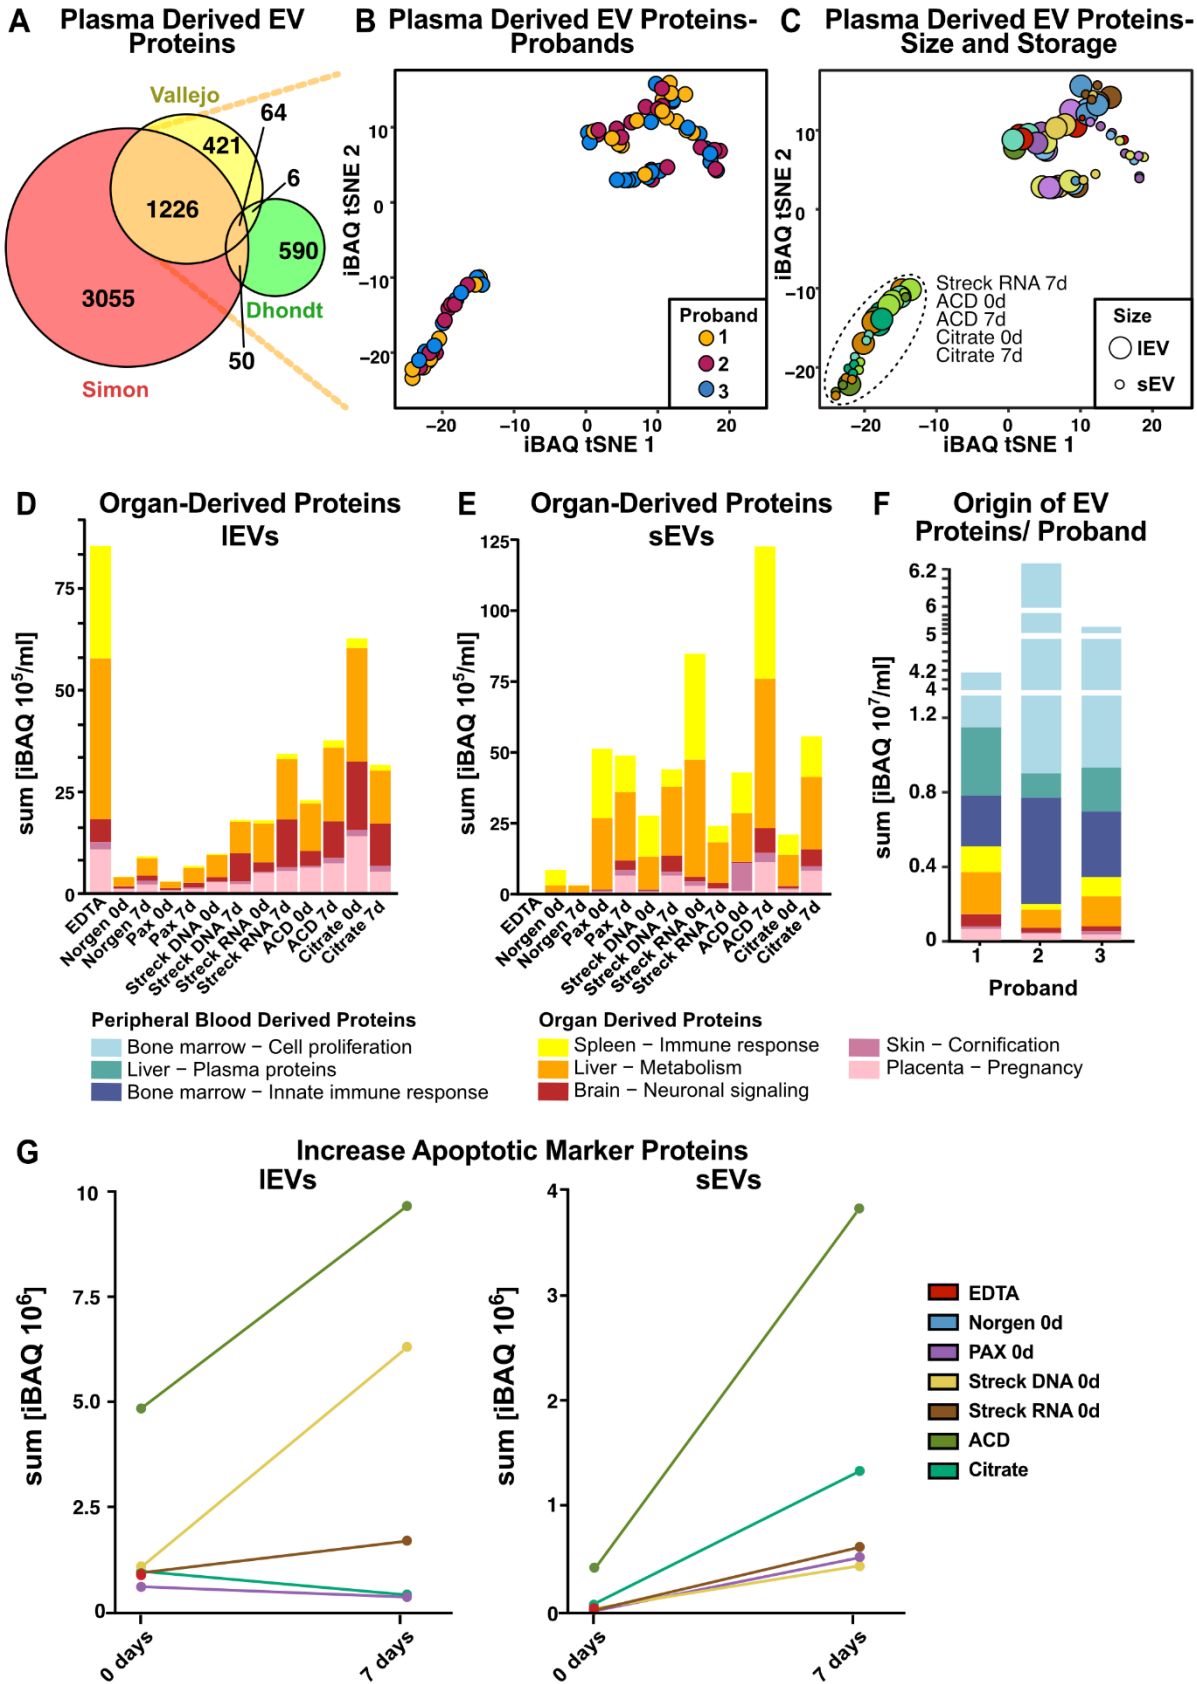 A Plasma Derived EV
Proteins
Vallejo
64
421
6
1226
590
3055
Dhondt
50
Simon
B Plasma Derived EV Proteins-
Probands
iBAQ tSNE 2
10
0
−10
−20
−20
−10
0
10
20
iBAQ tSNE 1
Proband
1
2
3
C Plasma Derived EV Proteins-
Size and Storage
iBAQ tSNE 2
10
0
−10
−20
−20
−10
0
10
20
iBAQ tSNE 1
Streck RNA 7d
ACD 0d
ACD 7d
Citrate 0d
Citrate 7d
Size
lEV
sEV
D Organ-Derived Proteins
lEVs
sum [iBAQ 10⁵/ml]
75
50
25
0
EDTA
Norgen 0d
Norgen 7d
Pax 0d
Pax 7d
Streck DNA 0d
Streck DNA 7d
Streck RNA 0d
Streck RNA 7d
ACD 0d
ACD 7d
Citrate 0d
Citrate 7d
E Organ-Derived Proteins
sEVs
sum [iBAQ 10⁵/ml]
125
100
75
50
25
0
EDTA
Norgen 0d
Norgen 7d
Pax 0d
Pax 7d
Streck DNA 0d
Streck DNA 7d
Streck RNA 0d
Streck RNA 7d
ACD 0d
ACD 7d
Citrate 0d
Citrate 7d
F Origin of EV
Proteins/ Proband
sum [iBAQ 10⁷/ml]
6.2
6
5
4.2
4
1.2
0.8
0.4
0
1
2
3
Proband
Peripheral Blood Derived Proteins
Bone marrow − Cell proliferation
Liver − Plasma proteins
Bone marrow − Innate immune response
Organ Derived Proteins
Spleen − Immune response
Liver − Metabolism
Brain − Neuronal signaling
Skin − Cornification
Placenta − Pregnancy
G Increase Apoptotic Marker Proteins
lEVs
sum [iBAQ 10⁶]
10
7.5
5.0
2.5
0
0 days
7 days
sEVs
sum [iBAQ 10⁶]
4
3
2
1
0
0 days
7 days
EDTA
Norgen 0d
PAX 0d
Streck DNA 0d
Streck RNA 0d
ACD
Citrate